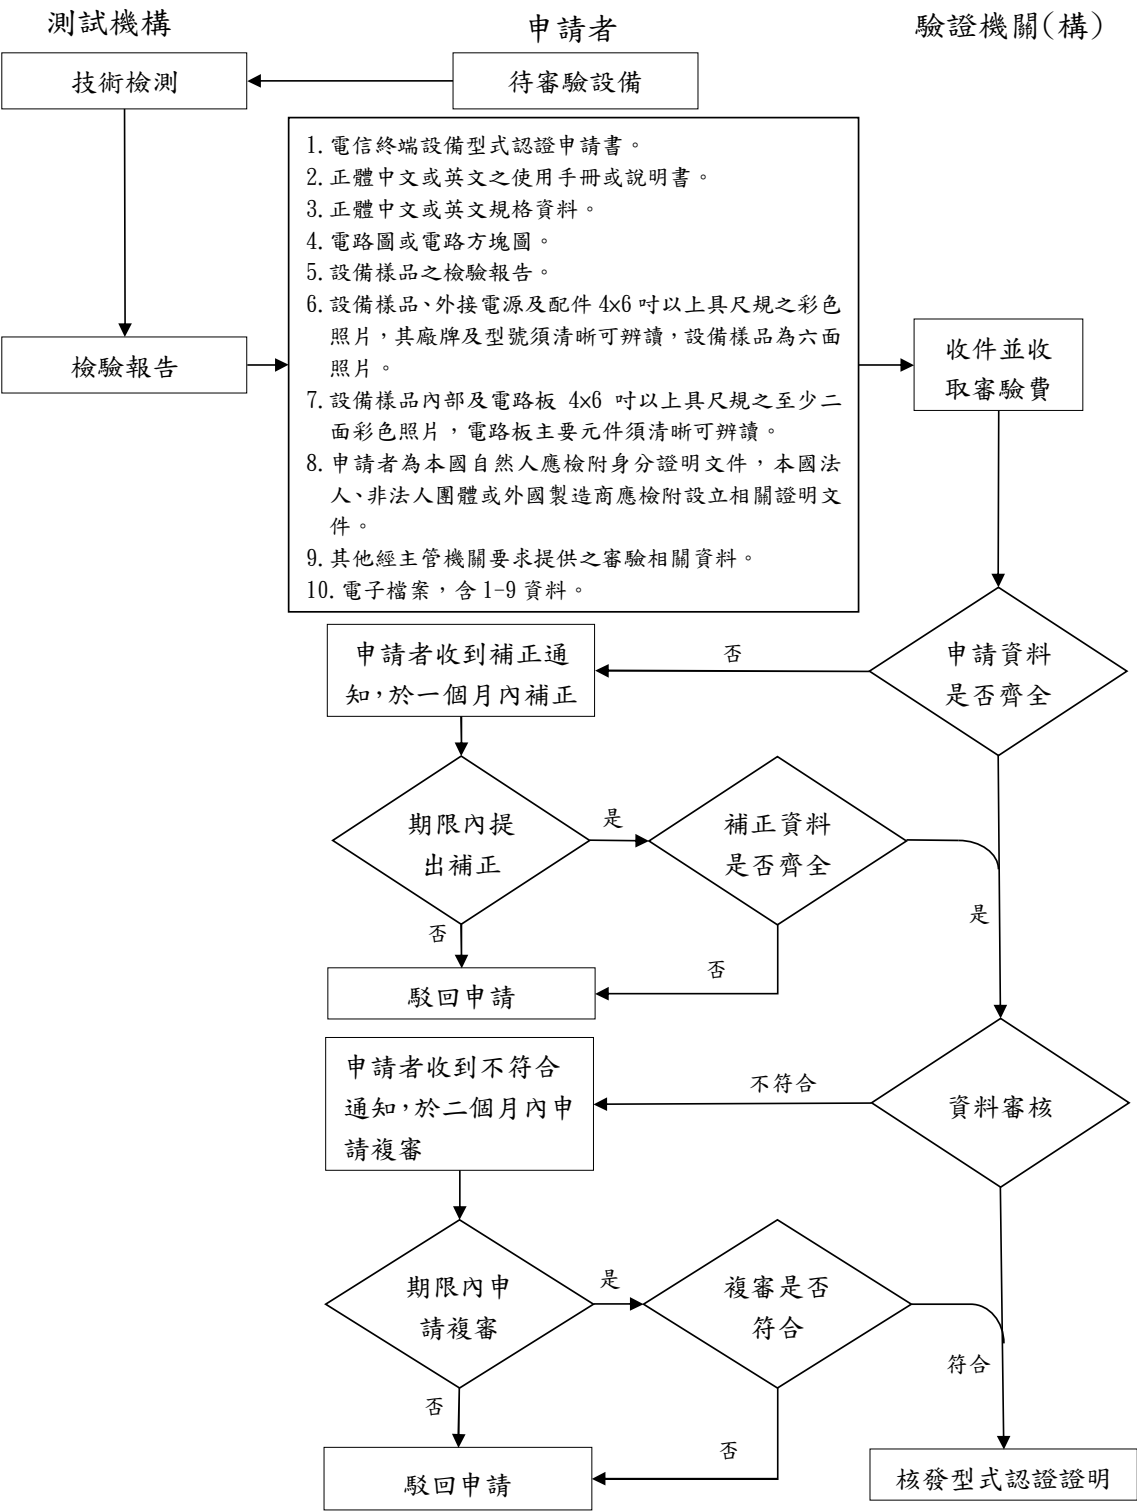 測試機構
申請者
驗證機關(構)
技術檢測
待審驗設備
1.電信終端設備型式認證申請書。
2.正體中文或英文之使用手冊或說明書。
3.正體中文或英文規格資料。
4.電路圖或電路方塊圖。
5.設備樣品之檢驗報告。
6.設備樣品、外接電源及配件 4×6 吋以上具尺規之彩色
照片，其廠牌及型號須清晰可辨讀，設備樣品為六面
照片。
7.設備樣品內部及電路板 4×6 吋以上具尺規之至少二
面彩色照片，電路板主要元件須清晰可辨讀。
8.申請者為本國自然人應檢附身分證明文件，本國法
人、非法人團體或外國製造商應檢附設立相關證明文
件。
9.其他經主管機關要求提供之審驗相關資料。
10.電子檔案，含 1-9 資料。
檢驗報告
收件並收
取審驗費
申請者收到補正通
知，於一個月內補正
否
申請資料
是否齊全
期限內提
出補正
是
補正資料
是否齊全
是
否
否
駁回申請
申請者收到不符合
通知，於二個月內申
請複審
不符合
資料審核
期限內申
請複審
是
複審是否
符合
符合
否
否
駁回申請
核發型式認證證明